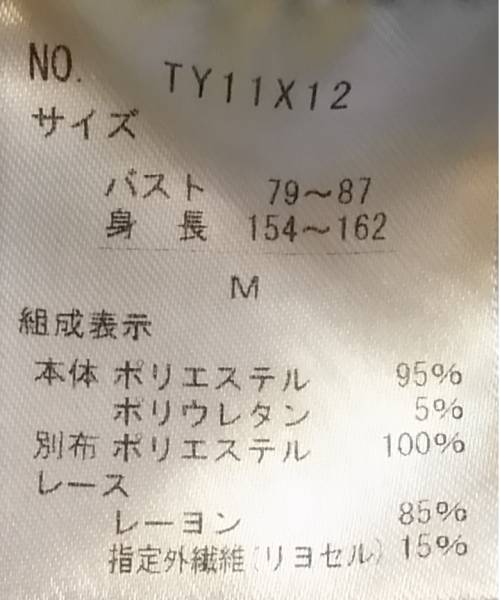 NO. TY11X12
サイズ
バスト 79〜87
身長 154〜162
M
組成表示
本体 ポリエステル 95%
ポリウレタン 5%
別布 ポリエステル 100%
レース
レーヨン 85%
指定外繊維(リヨセル) 15%